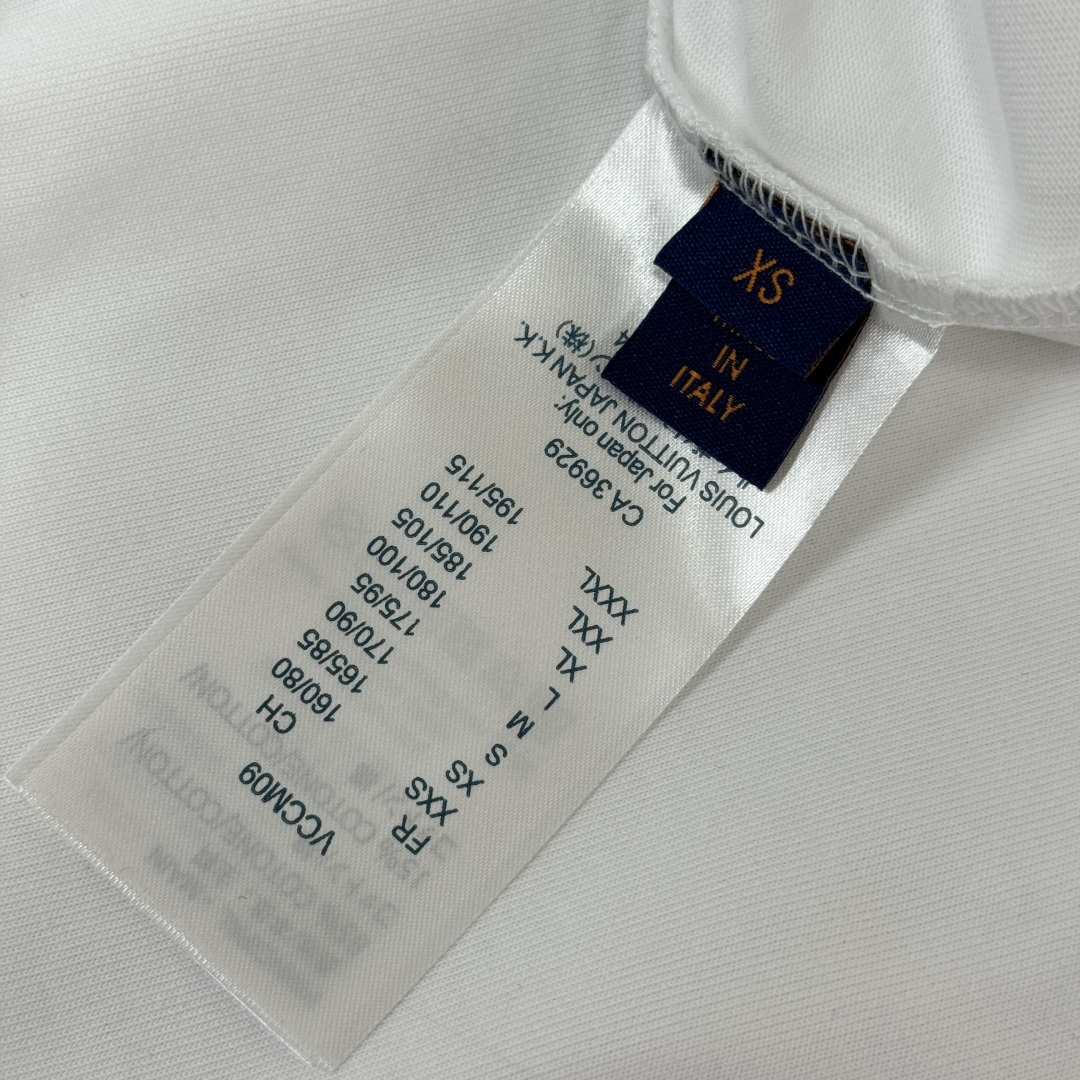 XS
IN
ITALY
VCCM09
FR CH
XXS 160/80
XS 165/85
S 170/90
M 175/95
L 180/100
XL 185/105
XXL 190/110
XXXL 195/115
CA 36929
For Japan only:
LOUIS VUITTON JAPAN K.K.
(株)